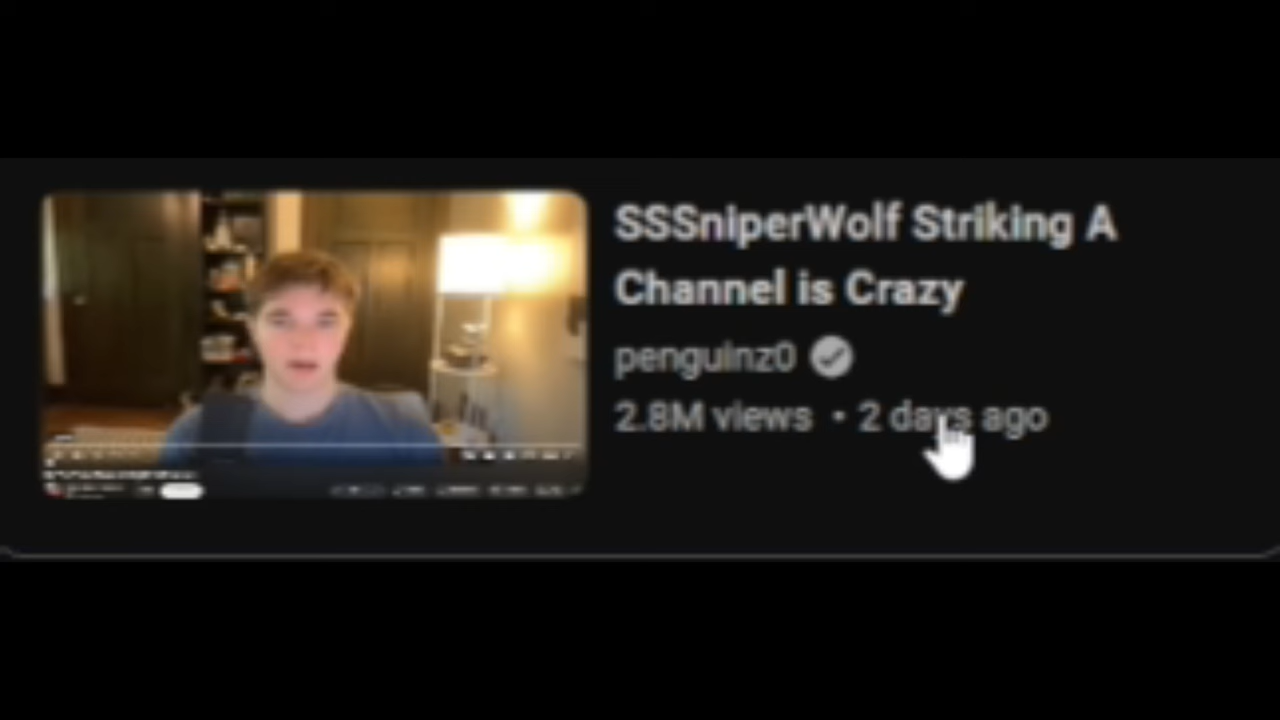 SSSniperWolf Striking A
Channel is Crazy
penguinz0
2.8M views • 2 days ago